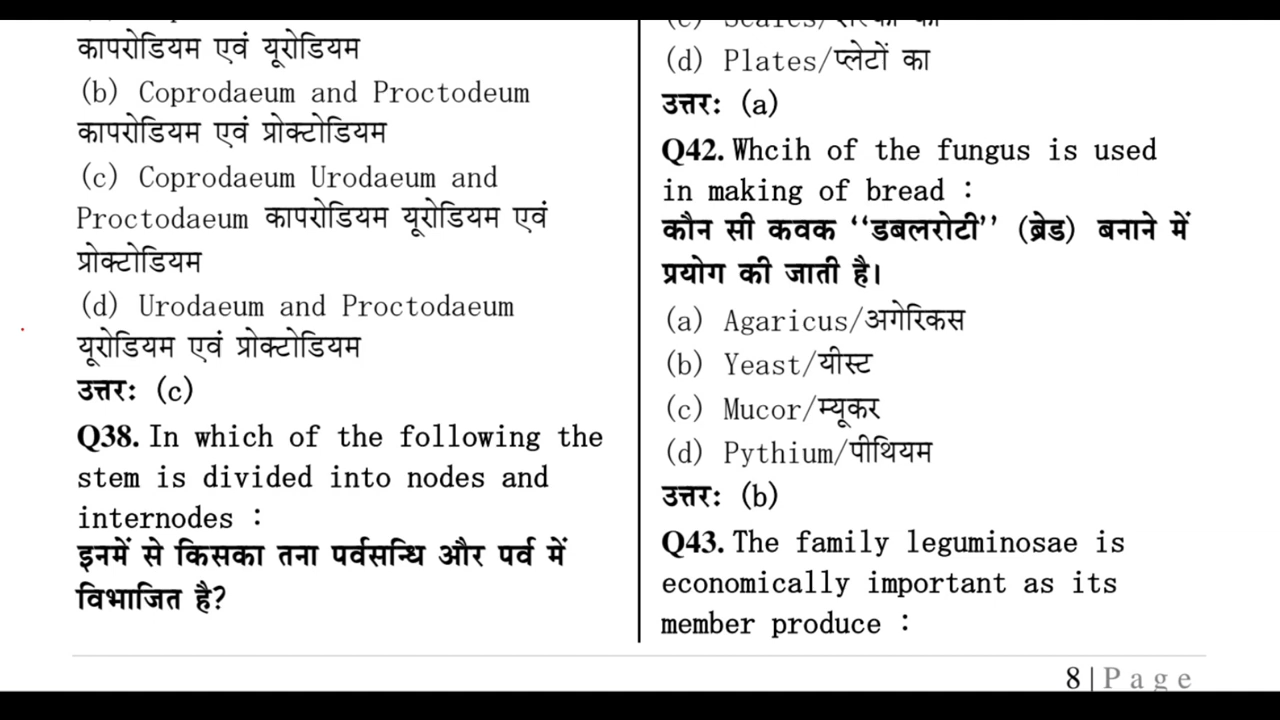 कापरोडियम एवं यूरोडियम
(b) Coprodaeum and Proctodeum
कापरोडियम एवं प्रोक्टोडियम
(c) Coprodaeum Urodaeum and
Proctodaeum कापरोडियम यूरोडियम एवं
प्रोक्टोडियम
(d) Urodaeum and Proctodaeum
यूरोडियम एवं प्रोक्टोडियम
उत्तरः (c)
Q38. In which of the following the
stem is divided into nodes and
internodes :
इनमें से किसका तना पर्वसन्धि और पर्व में
विभाजित है?
(d) Plates/प्लेटों का
उत्तरः (a)
Q42. Whcih of the fungus is used
in making of bread :
कौन सी कवक ‘‘डबलरोटी’’ (ब्रेड) बनाने में
प्रयोग की जाती है।
(a) Agaricus/अगेरिकस
(b) Yeast/यीस्ट
(c) Mucor/म्यूकर
(d) Pythium/पीथियम
उत्तरः (b)
Q43. The family leguminosae is
economically important as its
member produce :
8 | Page